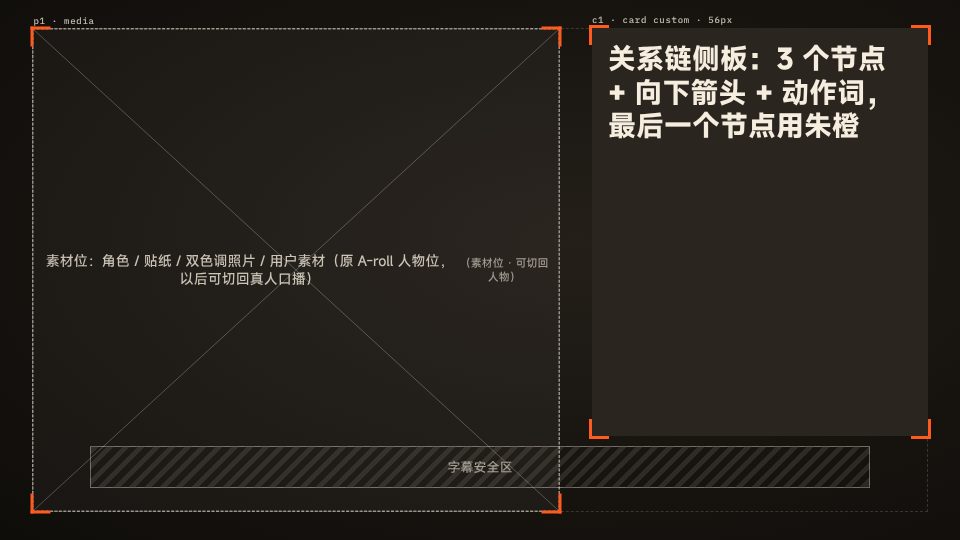 p1 · media
c1 · card custom · 56px
关系链侧板：3 个节点
+ 向下箭头 + 动作词，
最后一个节点用朱橙
素材位：角色 / 贴纸 / 双色调照片 / 用户素材（原 A-roll 人物位，
以后可切回真人口播）
（素材位 · 可切回
人物）
字幕安全区